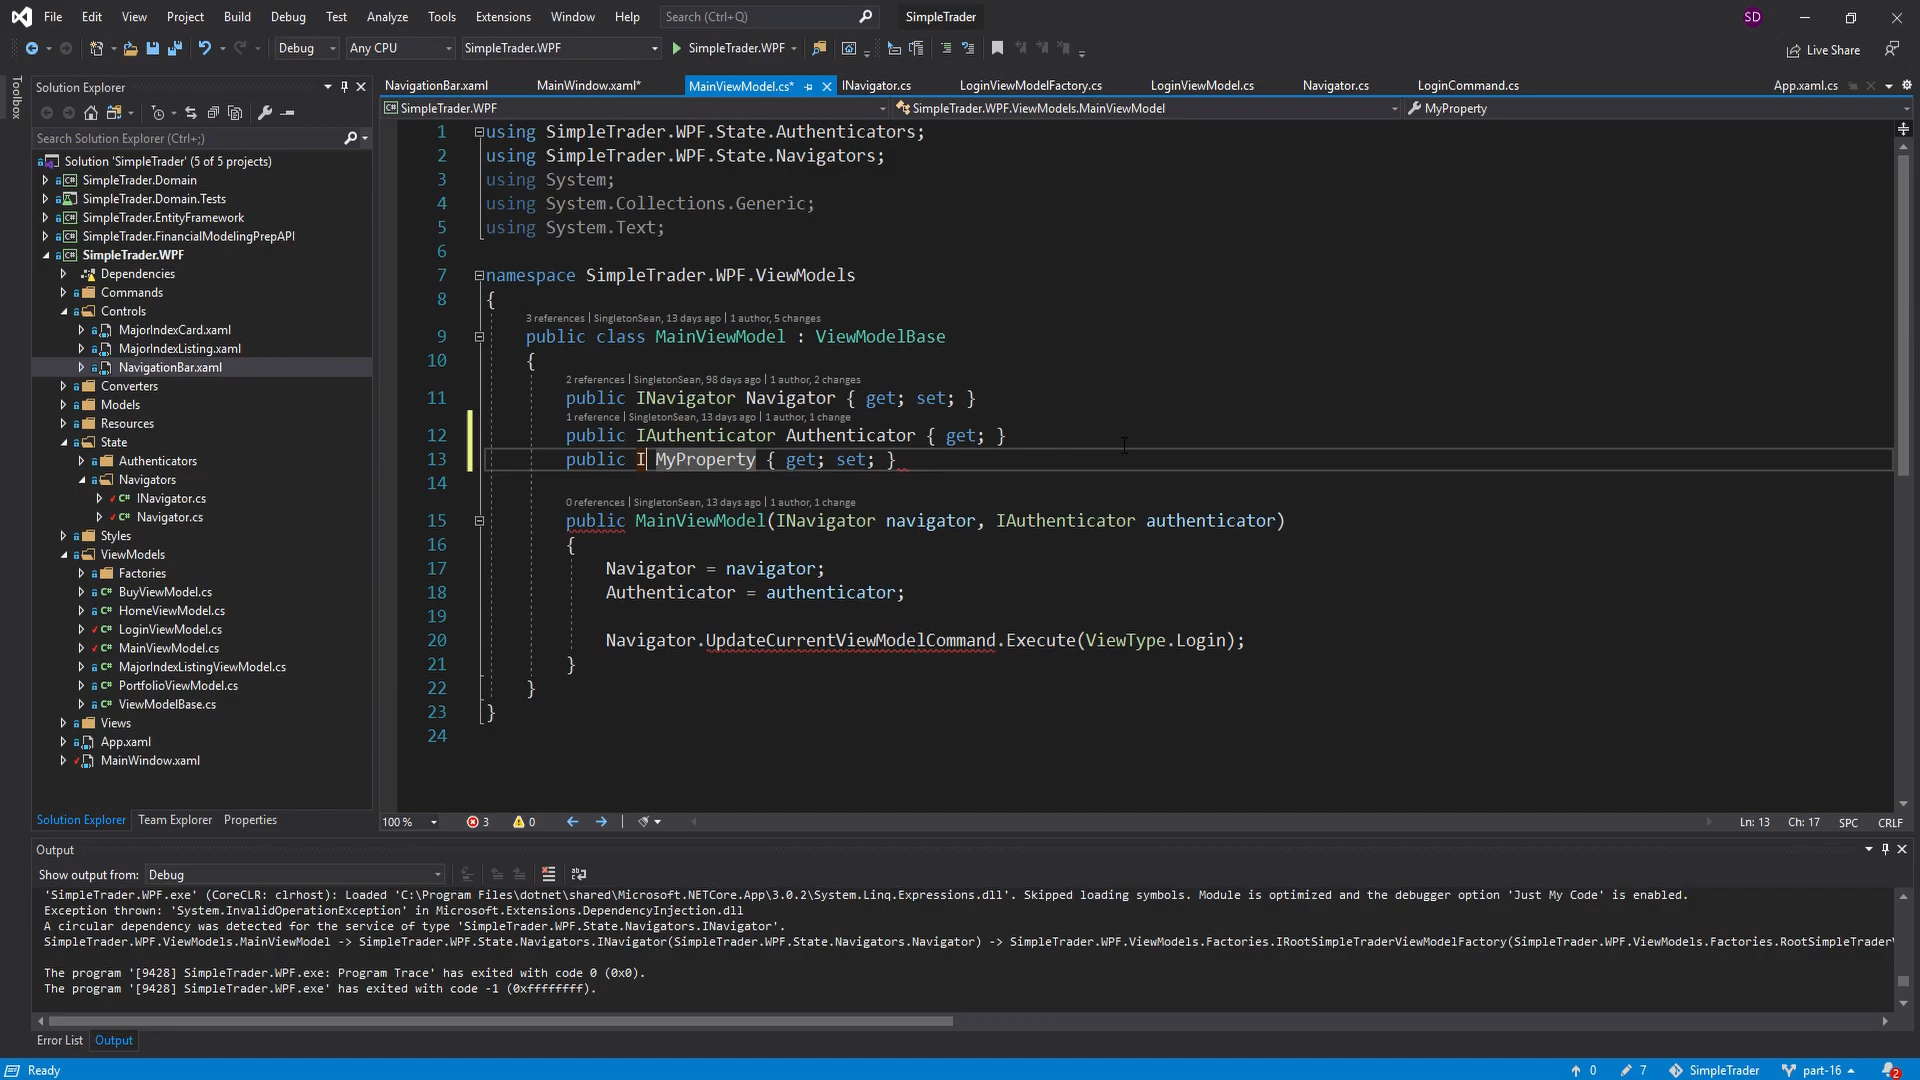 File Edit View Project Build Debug Test Analyze Tools Extensions Window Help Search (Ctrl+Q) SimpleTrader SD
Debug Any CPU SimpleTrader.WPF SimpleTrader.WPF Live Share
Toolbox
Solution Explorer
Search Solution Explorer (Ctrl+;)
Solution 'SimpleTrader' (5 of 5 projects)
SimpleTrader.Domain
SimpleTrader.Domain.Tests
SimpleTrader.EntityFramework
SimpleTrader.FinancialModelingPrepAPI
SimpleTrader.WPF
Dependencies
Commands
Controls
MajorIndexCard.xaml
MajorIndexListing.xaml
NavigationBar.xaml
Converters
Models
Resources
State
Authenticators
Navigators
INavigator.cs
Navigator.cs
Styles
ViewModels
Factories
BuyViewModel.cs
HomeViewModel.cs
LoginViewModel.cs
MainViewModel.cs
MajorIndexListingViewModel.cs
PortfolioViewModel.cs
ViewModelBase.cs
Views
App.xaml
MainWindow.xaml
Solution Explorer Team Explorer Properties
NavigationBar.xaml MainWindow.xaml* MainViewModel.cs* INavigator.cs LoginViewModelFactory.cs LoginViewModel.cs Navigator.cs LoginCommand.cs App.xaml.cs
SimpleTrader.WPF SimpleTrader.WPF.ViewModels.MainViewModel MyProperty
1 using SimpleTrader.WPF.State.Authenticators;
2 using SimpleTrader.WPF.State.Navigators;
3 using System;
4 using System.Collections.Generic;
5 using System.Text;
6
7 namespace SimpleTrader.WPF.ViewModels
8 {
3 references | SingletonSean, 13 days ago | 1 author, 5 changes
9 public class MainViewModel : ViewModelBase
10 {
2 references | SingletonSean, 98 days ago | 1 author, 2 changes
11 public INavigator Navigator { get; set; }
1 reference | SingletonSean, 13 days ago | 1 author, 1 change
12 public IAuthenticator Authenticator { get; }
13 public I MyProperty { get; set; }
14
0 references | SingletonSean, 13 days ago | 1 author, 1 change
15 public MainViewModel(INavigator navigator, IAuthenticator authenticator)
16 {
17 Navigator = navigator;
18 Authenticator = authenticator;
19
20 Navigator.UpdateCurrentViewModelCommand.Execute(ViewType.Login);
21 }
22 }
23 }
24
100 % 3 0 Ln: 13 Ch: 17 SPC CRLF
Output
Show output from: Debug
'SimpleTrader.WPF.exe' (CoreCLR: clrhost): Loaded 'C:\Program Files\dotnet\shared\Microsoft.NETCore.App\3.0.2\System.Linq.Expressions.dll'. Skipped loading symbols. Module is optimized and the debugger option 'Just My Code' is enabled.
Exception thrown: 'System.InvalidOperationException' in Microsoft.Extensions.DependencyInjection.dll
A circular dependency was detected for the service of type 'SimpleTrader.WPF.State.Navigators.INavigator'.
SimpleTrader.WPF.ViewModels.MainViewModel -> SimpleTrader.WPF.State.Navigators.INavigator(SimpleTrader.WPF.State.Navigators.Navigator) -> SimpleTrader.WPF.ViewModels.Factories.IRootSimpleTraderViewModelFactory(SimpleTrader.WPF.ViewModels.Factories.RootSimpleTraderV
The program '[9428] SimpleTrader.WPF.exe: Program Trace' has exited with code 0 (0x0).
The program '[9428] SimpleTrader.WPF.exe' has exited with code -1 (0xffffffff).
Error List Output
Ready 0 7 SimpleTrader part-16 2